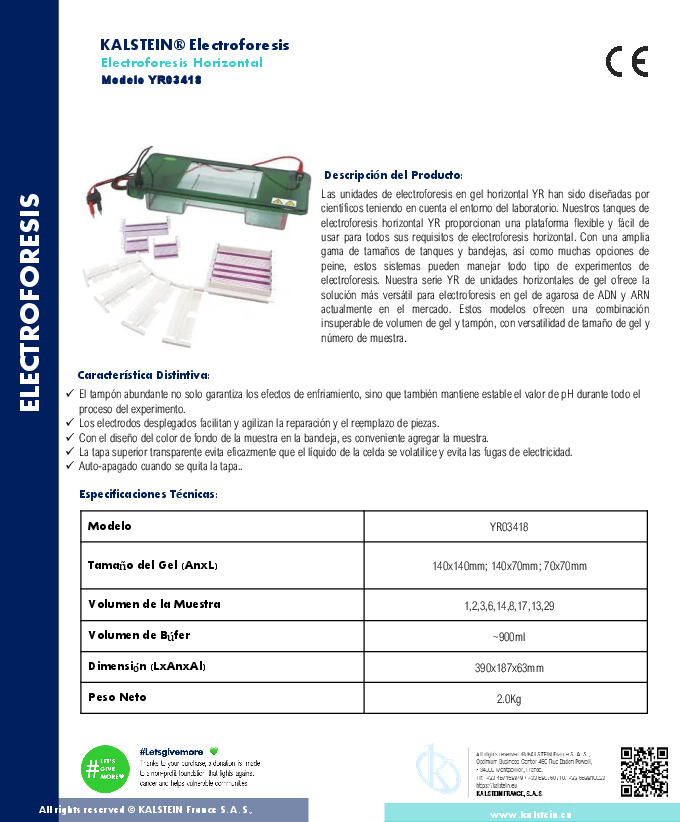 KALSTEIN® Electroforesis
Electroforesis Horizontal
Modelo YR03418
CE
ELECTROFORESIS
Descripción del Producto:
Las unidades de electroforesis en gel horizontal YR han sido diseñadas por
científicos teniendo en cuenta el entorno del laboratorio. Nuestros tanques de
electroforesis horizontal YR proporcionan una plataforma flexible y fácil de
usar para todos sus requisitos de electroforesis horizontal. Con una amplia
gama de tamaños de tanques y bandejas, así como muchas opciones de
peine, estos sistemas pueden manejar todo tipo de experimentos de
electroforesis. Nuestra serie YR de unidades horizontales de gel ofrece la
solución más versátil para electroforesis en gel de agarosa de ADN y ARN
actualmente en el mercado. Estos modelos ofrecen una combinación
insuperable de volumen de gel y tampón, con versatilidad de tamaño de gel y
número de muestra.
Característica Distintiva:
✓ El tampón abundante no solo garantiza los efectos de enfriamiento, sino que también mantiene estable el valor de pH durante todo el
proceso del experimento.
✓ Los electrodos desplegados facilitan y agilizan la reparación y el reemplazo de piezas.
✓ Con el diseño del color de fondo de la muestra en la bandeja, es conveniente agregar la muestra.
✓ La tapa superior transparente evita eficazmente que el líquido de la celda se volatilice y evita las fugas de electricidad.
✓ Auto-apagado cuando se quita la tapa..
Especificaciones Técnicas:
Modelo YR03418
Tamaño del Gel (AnxL) 140x140mm; 140x70mm; 70x70mm
Volumen de la Muestra 1,2,3,6,14,8,17,13,29
Volumen de Búfer ~900ml
Dimensión (LxAnxAl) 390x187x63mm
Peso Neto 2.0Kg
#LET'S
GIVE
MORE
#Letsgivemore
Thanks to your purchase, a donation is made
to a non-profit foundation that fights against
cancer and helps vulnerable communities
All rights reserved ©KALSTEIN France S. A. S.,
Optimum Business Center 450 Rue Baden Powell,
34000 Montpellier, France.
https://kalstein.eu
KALSTEIN FRANCE, S. A. S
All rights reserved © KALSTEIN France S. A. S.,
www.kalstein.eu